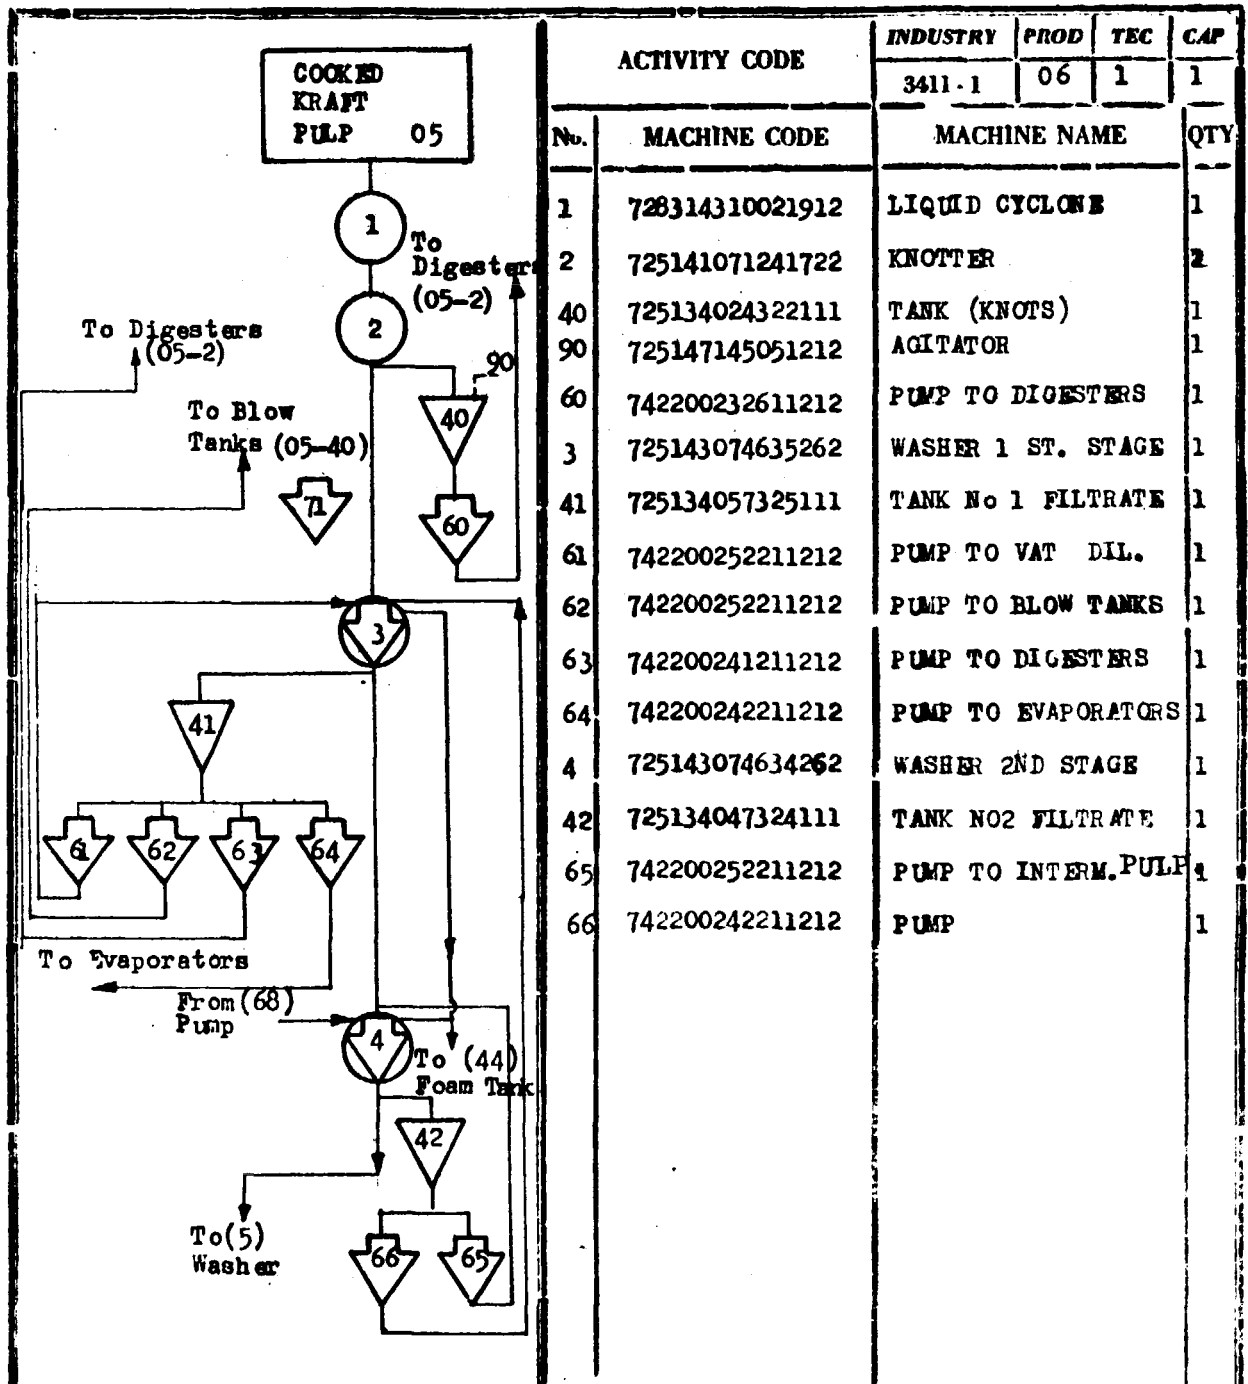 COOKED
KRAFT
PULP 05
1
To
Digesters
(05-2)
2
To Digesters
(05-2)
90
40
To Blow
Tanks (05-40)
71
60
3
41
61 62 63 64
To Evaporators
From (68)
Pump
4
To (44)
Foam Tank
42
To(5)
Washer
66 65
ACTIVITY CODE INDUSTRY PROD TEC CAP
3411-1 06 1 1
No. MACHINE CODE MACHINE NAME QTY
1 728314310021912 LIQUID CYCLONE 1
2 725141071241722 KNOTTER 2
40 725134024322111 TANK (KNOTS) 1
90 725147145051212 AGITATOR 1
60 742200232611212 PUMP TO DIGESTERS 1
3 725143074635262 WASHER 1 ST. STAGE 1
41 725134057325111 TANK No 1 FILTRATE 1
61 742200252211212 PUMP TO VAT DIL. 1
62 742200252211212 PUMP TO BLOW TANKS 1
63 742200241211212 PUMP TO DIGESTERS 1
64 742200242211212 PUMP TO EVAPORATORS 1
4 725143074634262 WASHER 2ND STAGE 1
42 725134047324111 TANK NO2 FILTRATE 1
65 742200252211212 PUMP TO INTERM. PULP. 1
66 742200242211212 PUMP 1